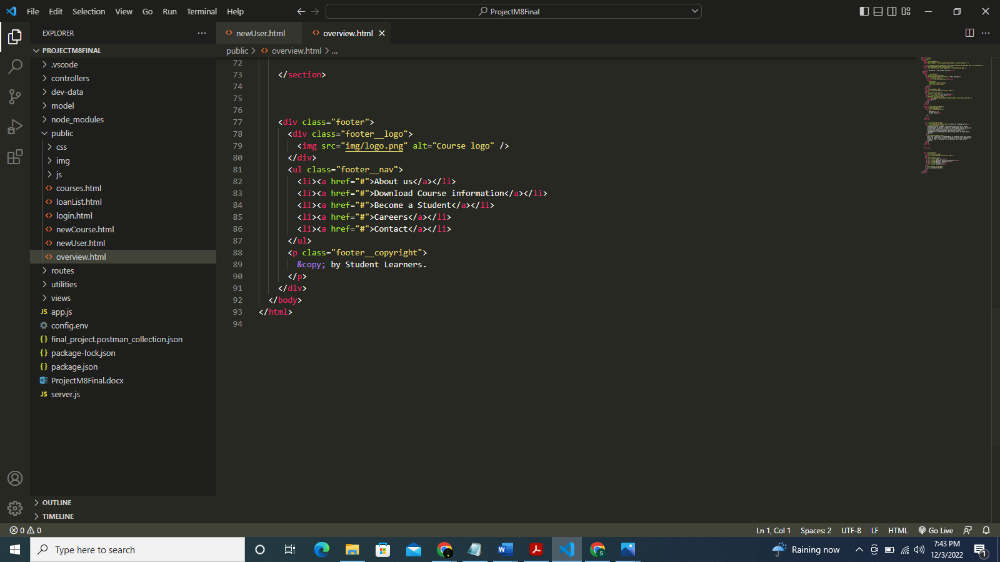 File Edit Selection View Go Run Terminal Help
ProjectM8Final
EXPLORER
PROJECTM8FINAL
.vscode
controllers
dev-data
model
node_modules
public
css
img
js
courses.html
loanList.html
login.html
newCourse.html
newUser.html
overview.html
routes
utilities
views
app.js
config.env
final_project.postman_collection.json
package-lock.json
package.json
ProjectM8Final.docx
server.js
OUTLINE
TIMELINE
newUser.html overview.html
public > overview.html > ...
72
73 </section>
74
75
76
77 <div class="footer">
78 <div class="footer__logo">
79 <img src="img/logo.png" alt="Course logo" />
80 </div>
81 <ul class="footer__nav">
82 <li><a href="#">About us</a></li>
83 <li><a href="#">Download Course information</a></li>
84 <li><a href="#">Become a Student</a></li>
85 <li><a href="#">Careers</a></li>
86 <li><a href="#">Contact</a></li>
87 </ul>
88 <p class="footer__copyright">
89 &copy; by Student Learners.
90 </p>
91 </div>
92 </body>
93 </html>
94
0 0 Ln 1, Col 1 Spaces: 2 UTF-8 LF HTML Go Live
Type here to search
Raining now
7:43 PM
12/3/2022
1